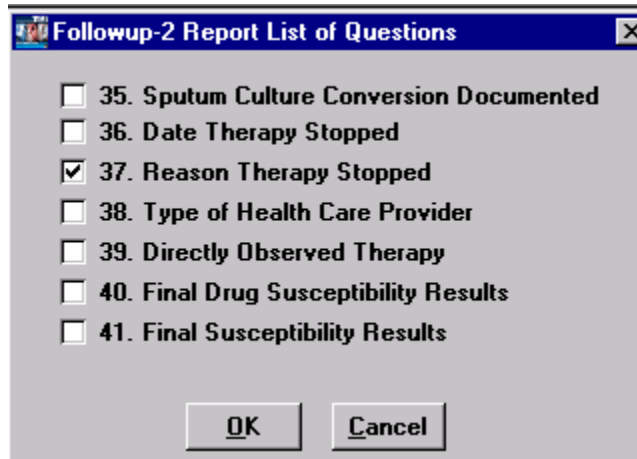 Followup-2 Report List of Questions
35. Sputum Culture Conversion Documented
36. Date Therapy Stopped
37. Reason Therapy Stopped
38. Type of Health Care Provider
39. Directly Observed Therapy
40. Final Drug Susceptibility Results
41. Final Susceptibility Results
OK Cancel